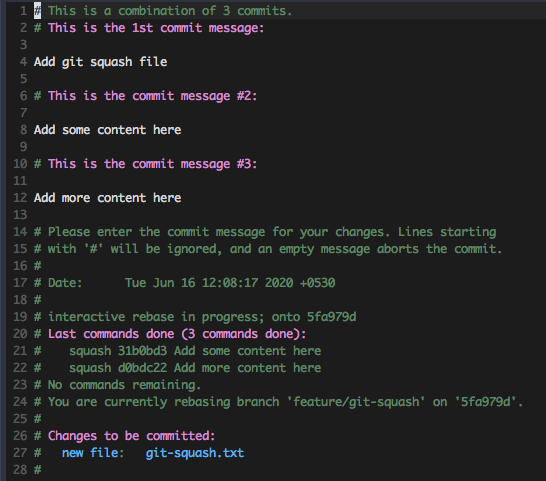 1 # This is a combination of 3 commits.
2 # This is the 1st commit message:
3
4 Add git squash file
5
6 # This is the commit message #2:
7
8 Add some content here
9
10 # This is the commit message #3:
11
12 Add more content here
13
14 # Please enter the commit message for your changes. Lines starting
15 # with '#' will be ignored, and an empty message aborts the commit.
16 #
17 # Date:      Tue Jun 16 12:08:17 2020 +0530
18 #
19 # interactive rebase in progress; onto 5fa979d
20 # Last commands done (3 commands done):
21 #    squash 31b0bd3 Add some content here
22 #    squash d0bdc22 Add more content here
23 # No commands remaining.
24 # You are currently rebasing branch 'feature/git-squash' on '5fa979d'.
25 #
26 # Changes to be committed:
27 #   new file:   git-squash.txt
28 #